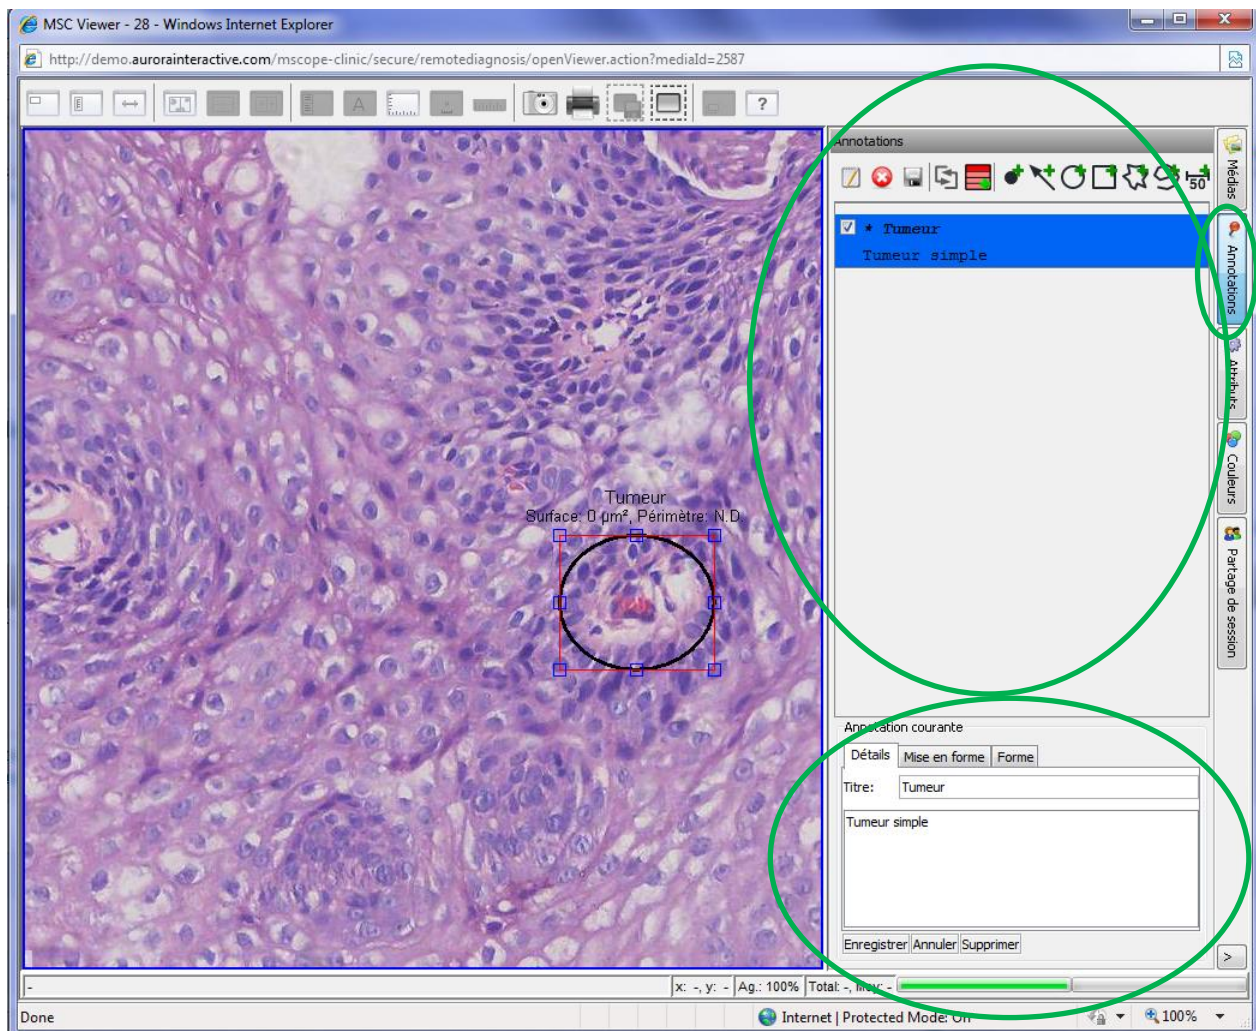 MSC Viewer - 28 - Windows Internet Explorer
http://demo.aurorainteractive.com/mscope-clinic/secure/remotediagnosis/openViewer.action?mediaId=2587
A
?
Annotations
50
Médias
Annotations
Attributs
Couleurs
Partage de session
* Tumeur
Tumeur simple
Tumeur
Surface: 0 µm², Périmètre: N.D.
Annotation courante
Détails Mise en forme Forme
Titre: Tumeur
Tumeur simple
Enregistrer Annuler Supprimer
>
- x: -, y: - Ag.: 100% Total: -, Moy: -
Done Internet | Protected Mode: On 100%